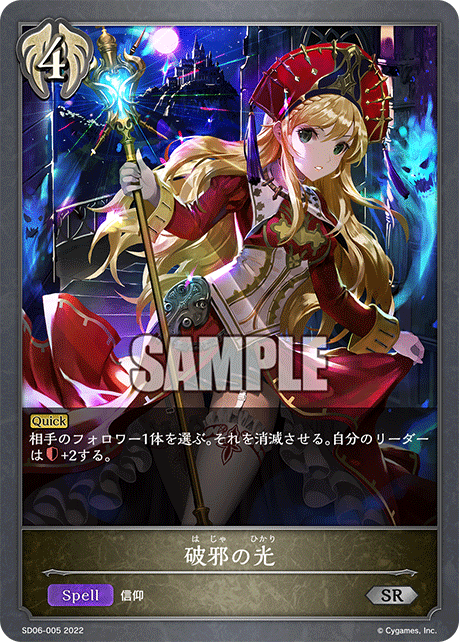 4
SAMPLE
Quick
相手のフォロワー1体を選ぶ。それを消滅させる。自分のリーダー
は+2する。
はじゃ ひかり
破邪の光
Spell 信仰
SR
SD06-005 2022
© Cygames, Inc.